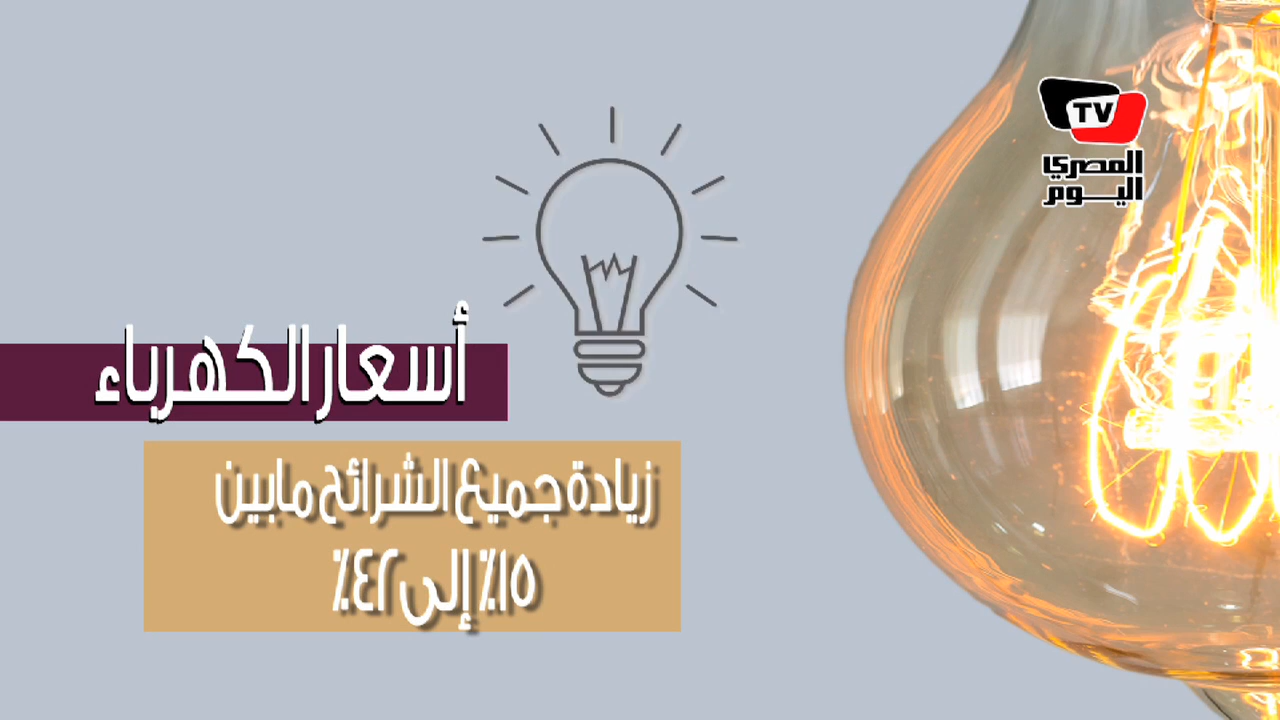 TV
المصري
اليوم
أسعار الكهرباء
زيادة جميع الشرائح مابين
١٥٪ إلى ٤٢٪